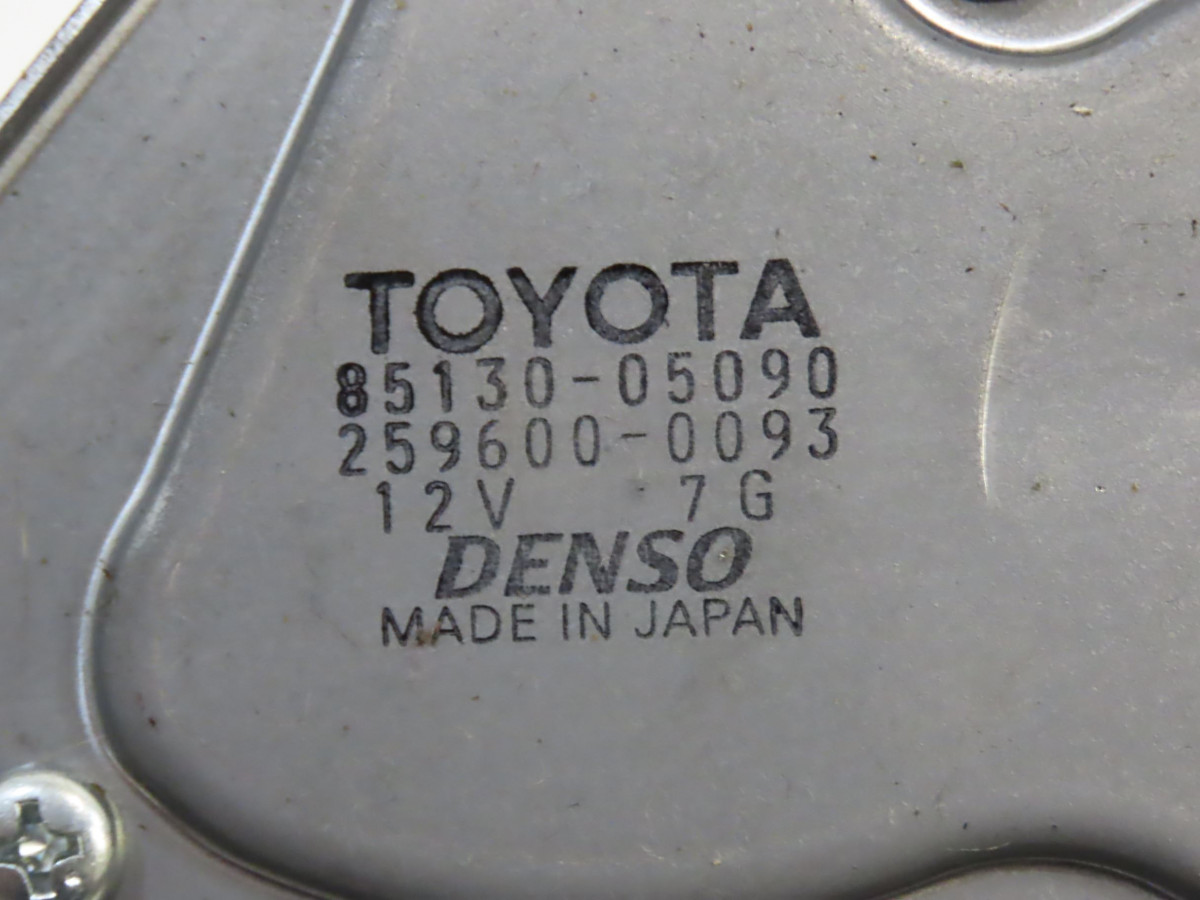 TOYOTA
85130-05090
259600-0093
12V 7G
DENSO
MADE IN JAPAN